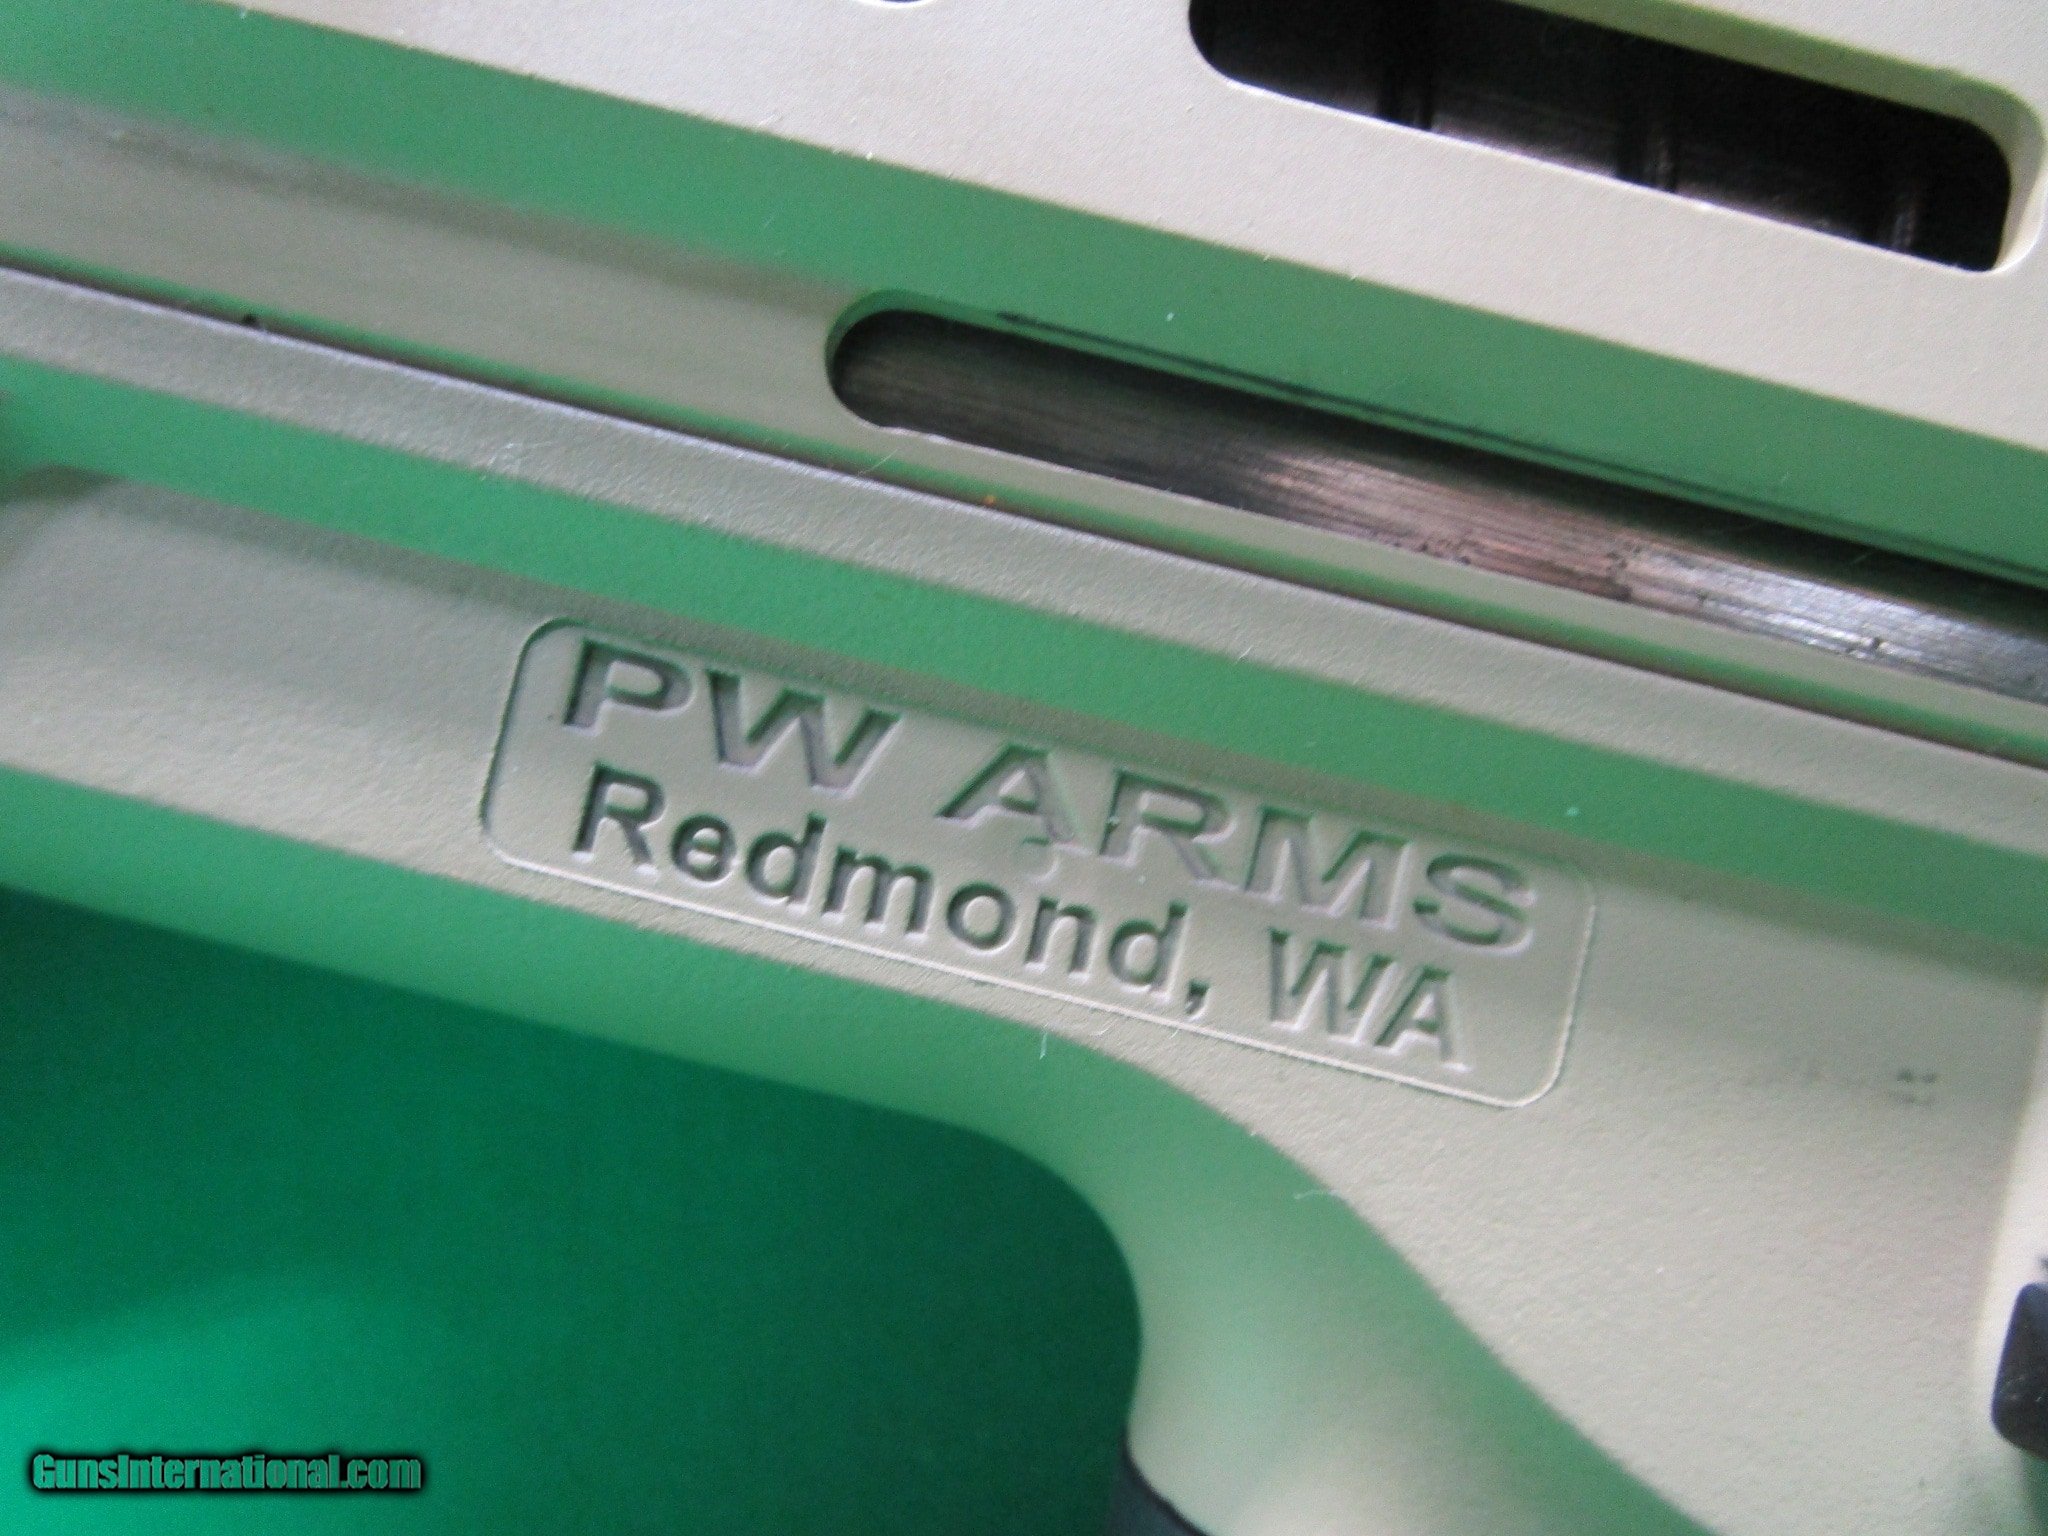 PW ARMS
Redmond, WA
GunsInternational.com